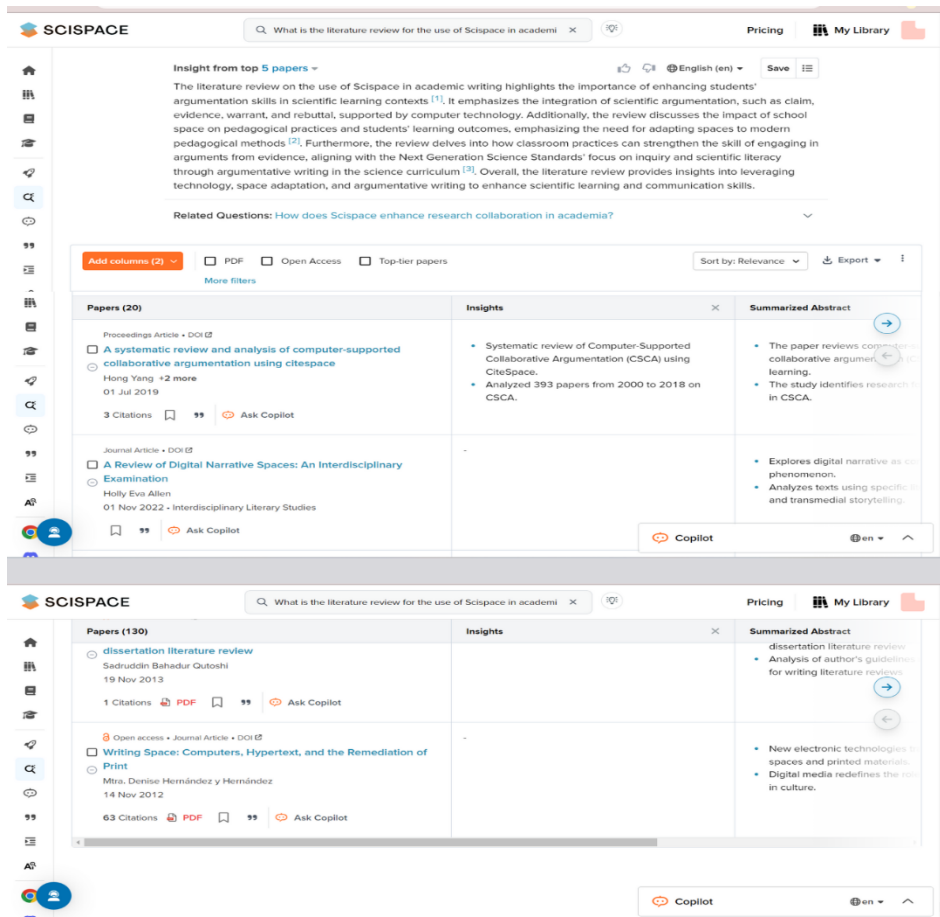 SCISPACE
What is the literature review for the use of Scispace in academi ×
Pricing
My Library
Insight from top 5 papers
English (en)
Save
The literature review on the use of Scispace in academic writing highlights the importance of enhancing students'
argumentation skills in scientific learning contexts [1]. It emphasizes the integration of scientific argumentation, such as claim,
evidence, warrant, and rebuttal, supported by computer technology. Additionally, the review discusses the impact of school
space on pedagogical practices and students' learning outcomes, emphasizing the need for adapting spaces to modern
pedagogical methods [2]. Furthermore, the review delves into how classroom practices can strengthen the skill of engaging in
arguments from evidence, aligning with the Next Generation Science Standards' focus on inquiry and scientific literacy
through argumentative writing in the science curriculum [3]. Overall, the literature review provides insights into leveraging
technology, space adaptation, and argumentative writing to enhance scientific learning and communication skills.
Related Questions: How does Scispace enhance research collaboration in academia?
Add columns (2)
PDF
Open Access
Top-tier papers
More filters
Sort by: Relevance
Export
Papers (20)
Insights ×
Summarized Abstract
Proceedings Article • DOI
A systematic review and analysis of computer-supported
collaborative argumentation using citespace
Hong Yang +2 more
01 Jul 2019
3 Citations
Ask Copilot
• Systematic review of Computer-Supported
Collaborative Argumentation (CSCA) using
CiteSpace.
• Analyzed 393 papers from 2000 to 2018 on
CSCA.
• The paper reviews
collaborative
learning.
• The study identifies research
in CSCA.
Journal Article • DOI
A Review of Digital Narrative Spaces: An Interdisciplinary
Examination
Holly Eva Allen
01 Nov 2022 • Interdisciplinary Literary Studies
Ask Copilot
-
• Explores digital narrative as
phenomenon.
• Analyzes texts using specific
and transmedial storytelling.
Copilot
en
SCISPACE
What is the literature review for the use of Scispace in academi ×
Pricing
My Library
Papers (130)
Insights ×
Summarized Abstract
dissertation literature review
Sadruddin Bahadur Qutoshi
19 Nov 2013
1 Citations PDF
Ask Copilot
dissertation literature review
• Analysis of author's guidelines
for writing literature reviews
Open access • Journal Article • DOI
Writing Space: Computers, Hypertext, and the Remediation of
Print
Mtra. Denise Hernández y Hernández
14 Nov 2012
63 Citations PDF
Ask Copilot
-
• New electronic technologies
spaces and printed materials.
• Digital media redefines the
in culture.
Copilot
en